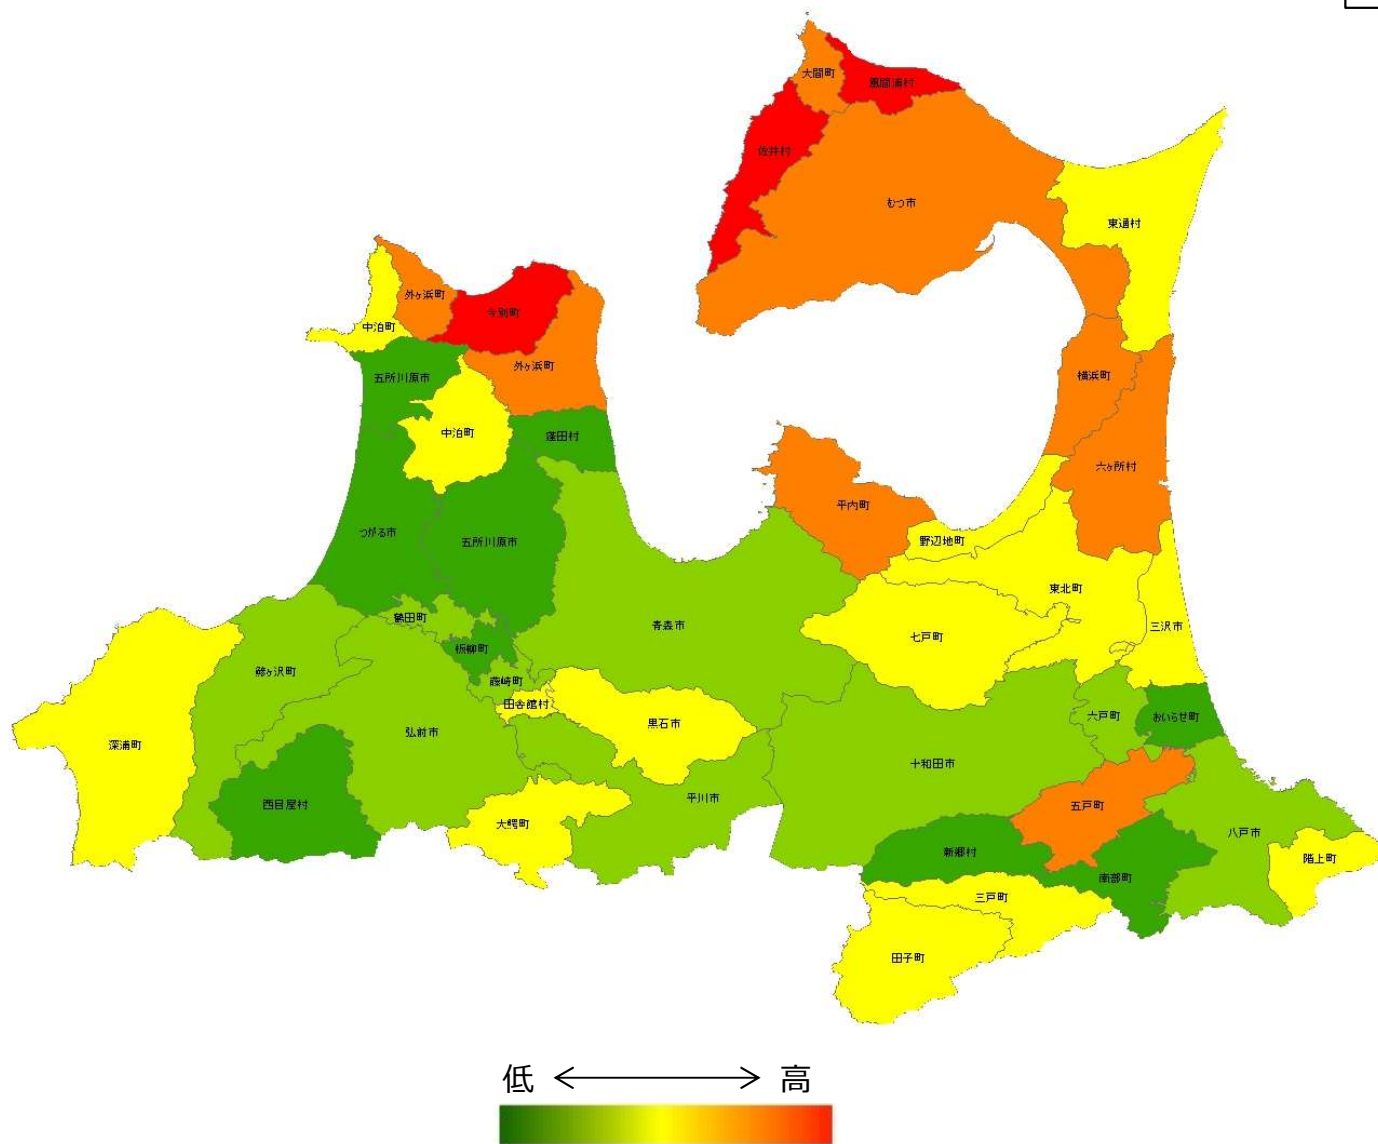 大間町
風間浦村
佐井村
むつ市
東通村
外ヶ浜町
今別町
中泊町
外ヶ浜町
五所川原市
横浜町
中泊町
蓬田村
六ヶ所村
平内町
つがる市
五所川原市
野辺地町
東北町
鶴田町
青森市
七戸町
三沢市
板柳町
鰺ヶ沢町
藤崎町
田舎館村
黒石市
六戸町
おいらせ町
深浦町
弘前市
十和田市
西目屋村
平川市
五戸町
大鰐町
八戸市
新郷村
階上町
南部町
三戸町
田子町
低 ←→ 高